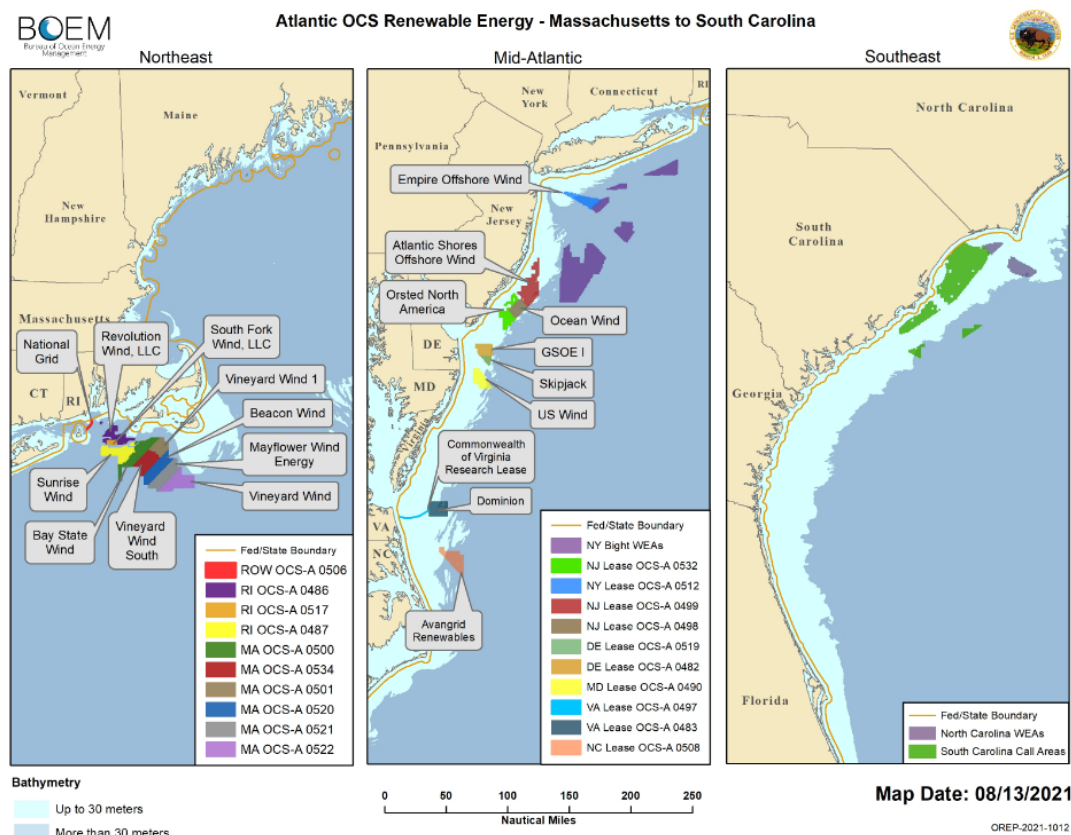 BOEM
Bureau of Ocean Energy
Management
Atlantic OCS Renewable Energy - Massachusetts to South Carolina
Northeast
Mid-Atlantic
Southeast
Vermont
Maine
New
Hampshire
Massachusetts
CT
RI
National
Grid
Revolution
Wind, LLC
South Fork
Wind, LLC
Vineyard Wind 1
Beacon Wind
Mayflower Wind
Energy
Vineyard Wind
Sunrise
Wind
Bay State
Wind
Vineyard
Wind
South
Fed/State Boundary
ROW OCS-A 0506
RI OCS-A 0486
RI OCS-A 0517
RI OCS-A 0487
MA OCS-A 0500
MA OCS-A 0534
MA OCS-A 0501
MA OCS-A 0520
MA OCS-A 0521
MA OCS-A 0522
New
York
Connecticut
RI
Pennsylvania
New
Jersey
DE
MD
Virginia
VA
NC
Empire Offshore Wind
Atlantic Shores
Offshore Wind
Orsted North
America
Ocean Wind
GSOE I
Skipjack
US Wind
Commonwealth
of Virginia
Research Lease
Dominion
Avangrid
Renewables
Fed/State Boundary
NY Bight WEAs
NJ Lease OCS-A 0532
NY Lease OCS-A 0512
NJ Lease OCS-A 0499
NJ Lease OCS-A 0498
DE Lease OCS-A 0519
DE Lease OCS-A 0482
MD Lease OCS-A 0490
VA Lease OCS-A 0497
VA Lease OCS-A 0483
NC Lease OCS-A 0508
North Carolina
South
Carolina
Georgia
Florida
Fed/State Boundary
North Carolina WEAs
South Carolina Call Areas
Bathymetry
Up to 30 meters
More than 30 meters
0 50 100 150 200 250
Nautical Miles
Map Date: 08/13/2021
OREP-2021-1012